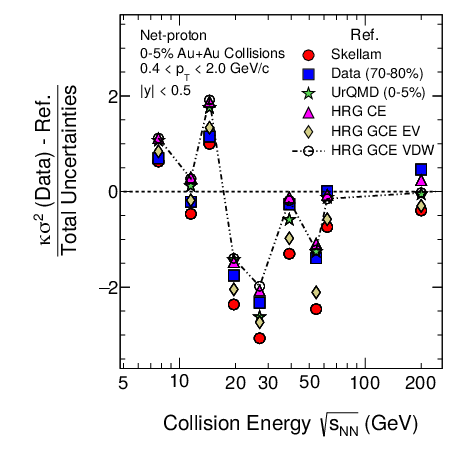 Net-proton
0-5% Au+Au Collisions
0.4 < p_T < 2.0 GeV/c
|y| < 0.5
Ref.
Skellam
Data (70-80%)
UrQMD (0-5%)
HRG CE
HRG GCE EV
HRG GCE VDW
κσ² (Data) - Ref.
Total Uncertainties
2
0
−2
5 10 20 30 50 100 200
Collision Energy √s_NN (GeV)